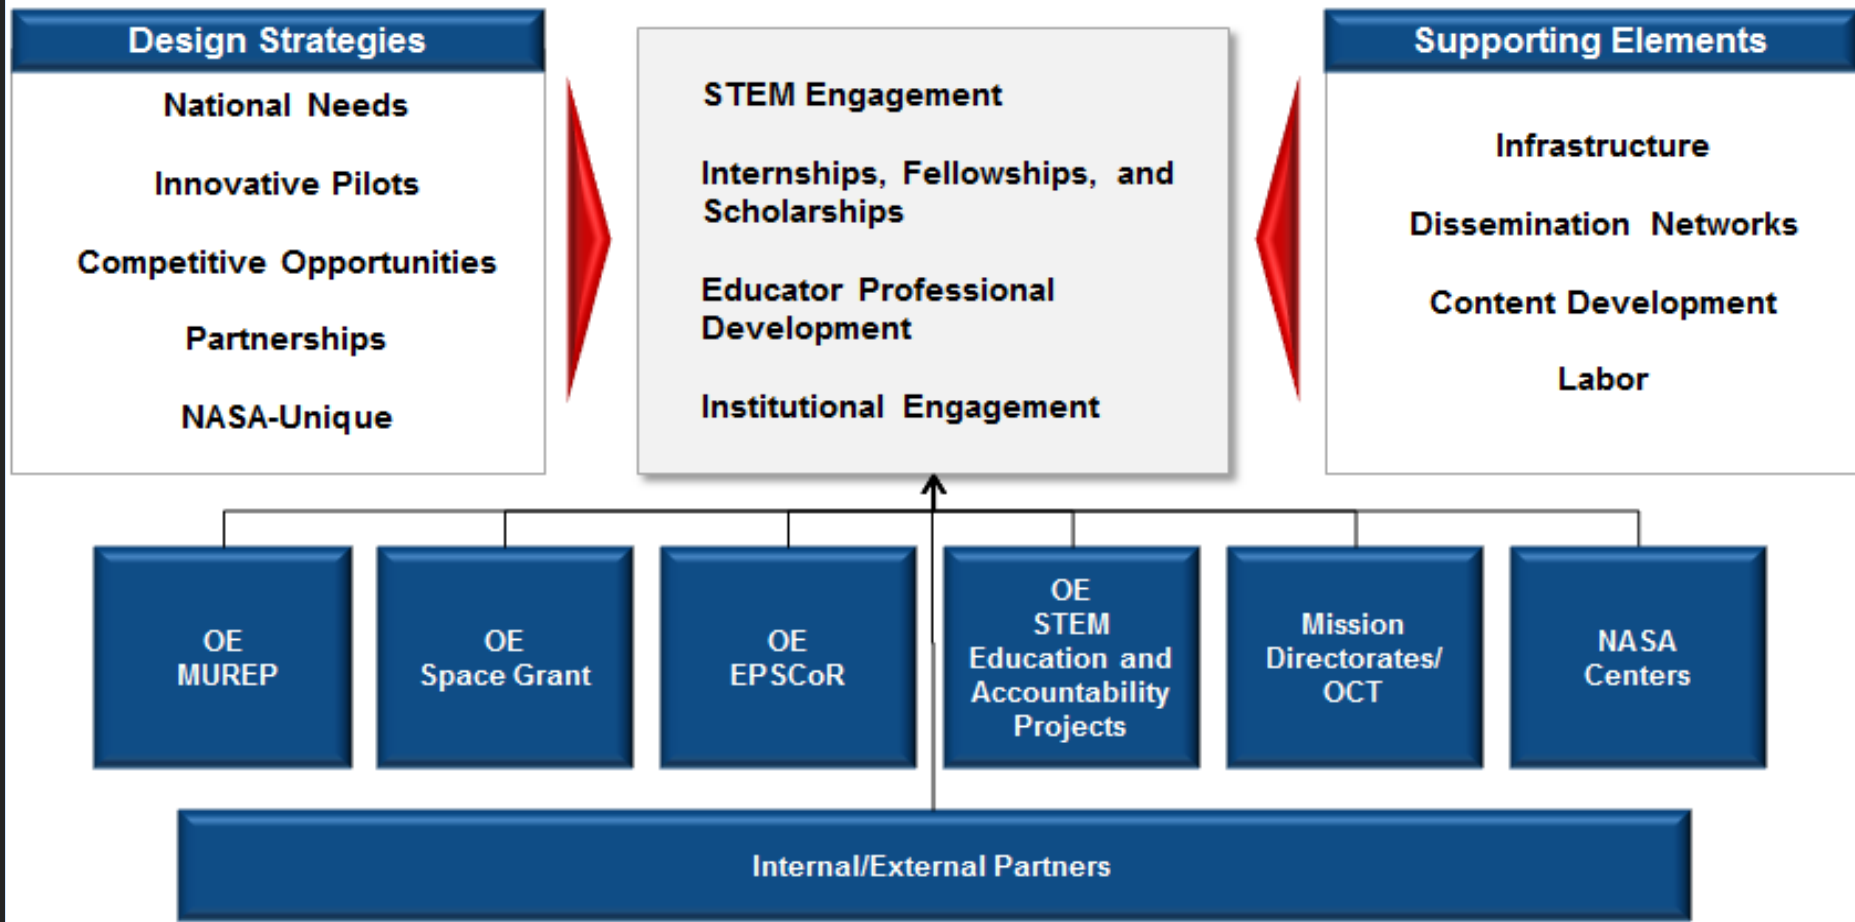 Design Strategies
National Needs
Innovative Pilots
Competitive Opportunities
Partnerships
NASA-Unique
STEM Engagement
Internships, Fellowships, and
Scholarships
Educator Professional
Development
Institutional Engagement
Supporting Elements
Infrastructure
Dissemination Networks
Content Development
Labor
OE
MUREP
OE
Space Grant
OE
EPSCoR
OE
STEM
Education and
Accountability
Projects
Mission
Directorates/
OCT
NASA
Centers
Internal/External Partners